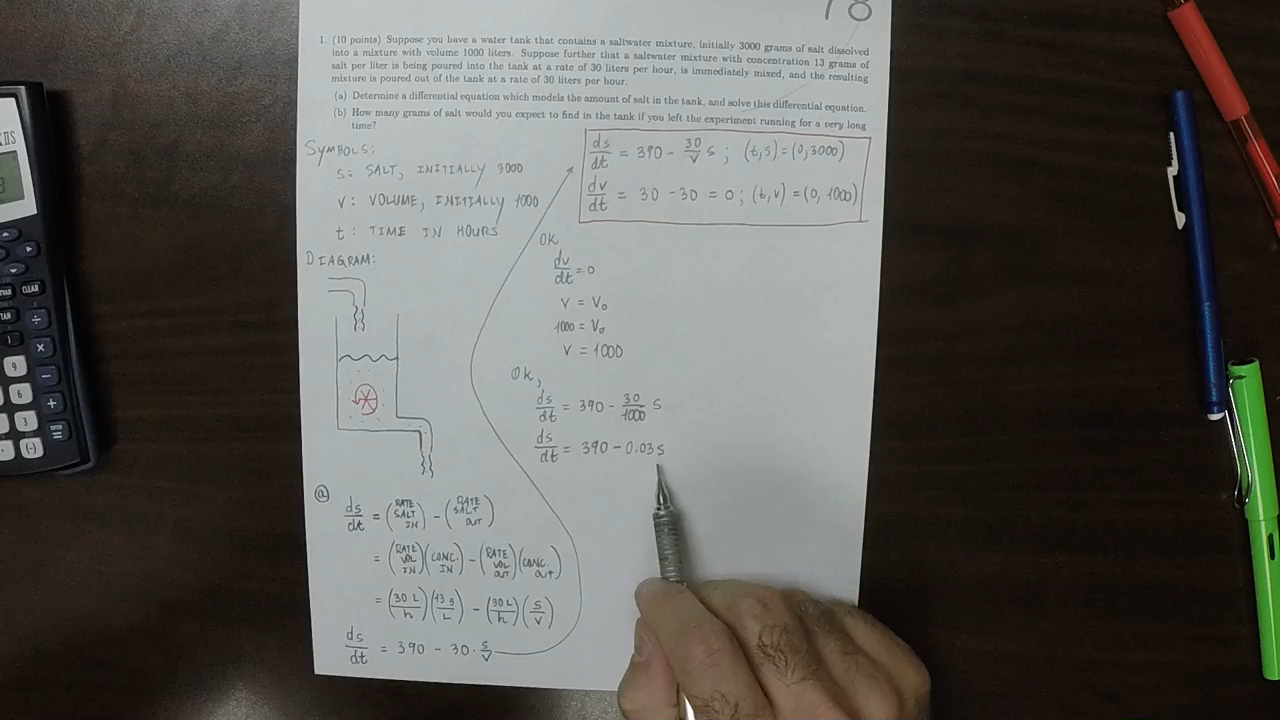 78
1. (10 points) Suppose you have a water tank that contains a saltwater mixture, initially 3000 grams of salt dissolved
into a mixture with volume 1000 liters. Suppose further that a saltwater mixture with concentration 13 grams of
salt per liter is being poured into the tank at a rate of 30 liters per hour, is immediately mixed, and the resulting
mixture is poured out of the tank at a rate of 30 liters per hour.
(a) Determine a differential equation which models the amount of salt in the tank, and solve this differential equation.
(b) How many grams of salt would you expect to find in the tank if you left the experiment running for a very long
time?
SYMBOLS:
S: SALT, INITIALLY 3000
V: VOLUME, INITIALLY 1000
t: TIME IN HOURS
DIAGRAM:
(a) ds/dt = (RATE SALT IN) - (RATE SALT OUT)
= (RATE VOL IN)(CONC. IN) - (RATE VOL OUT)(CONC. OUT)
= (30 L/h)(13 g/L) - (30 L/h)(S/V)
ds/dt = 390 - 30 · S/V
ds/dt = 390 - 30/V S ; (t,s) = (0,3000)
dv/dt = 30 - 30 = 0 ; (t,v) = (0, 1000)
OK
dv/dt = 0
V = V₀
1000 = V₀
V = 1000
OK,
ds/dt = 390 - 30/1000 S
ds/dt = 390 - 0.03 S
CLEAR
÷
×
9
−
6
+
3
(-)
ENTER